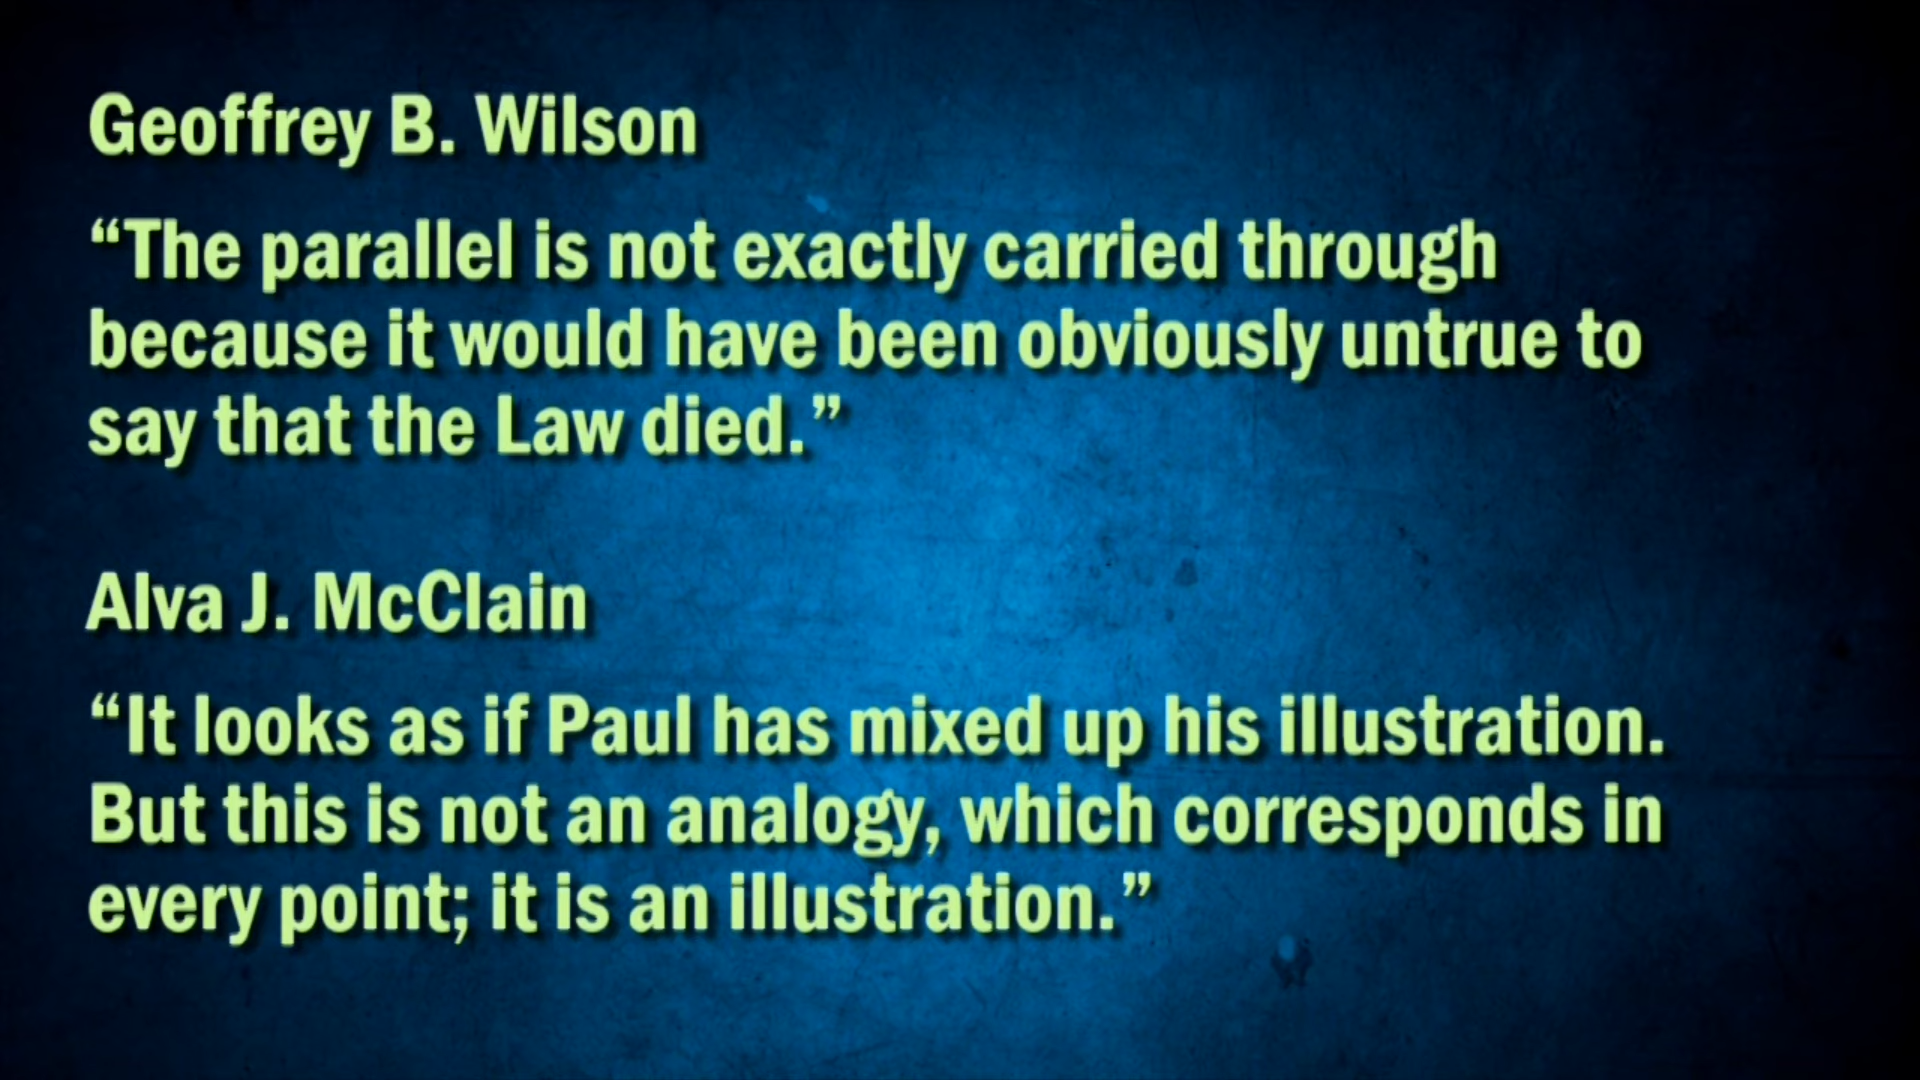 Geoffrey B. Wilson
“The parallel is not exactly carried through
because it would have been obviously untrue to
say that the Law died.”
Alva J. McClain
“It looks as if Paul has mixed up his illustration.
But this is not an analogy, which corresponds in
every point; it is an illustration.”